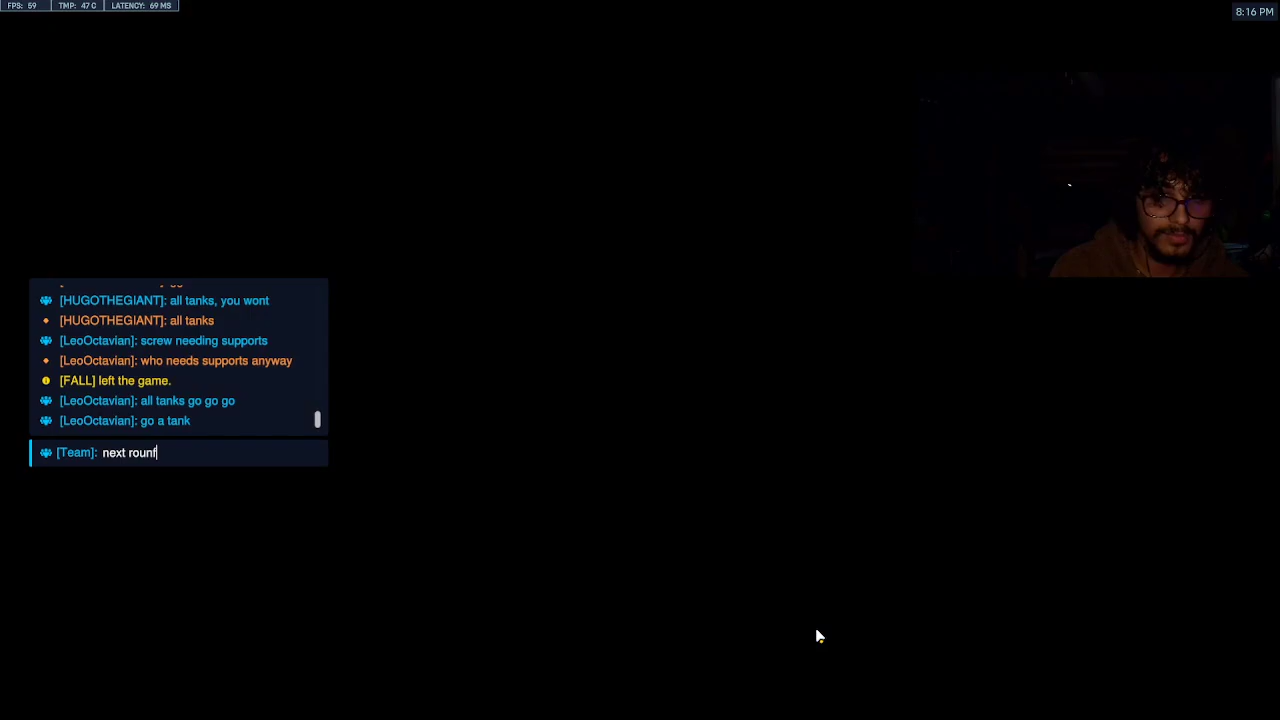 FPS: 59 TMP: 47 C LATENCY: 69 MS
8:16 PM
[HUGOTHEGIANT]: all tanks, you wont
[HUGOTHEGIANT]: all tanks
[LeoOctavian]: screw needing supports
[LeoOctavian]: who needs supports anyway
[FALL] left the game.
[LeoOctavian]: all tanks go go go
[LeoOctavian]: go a tank
[Team]: next rounf